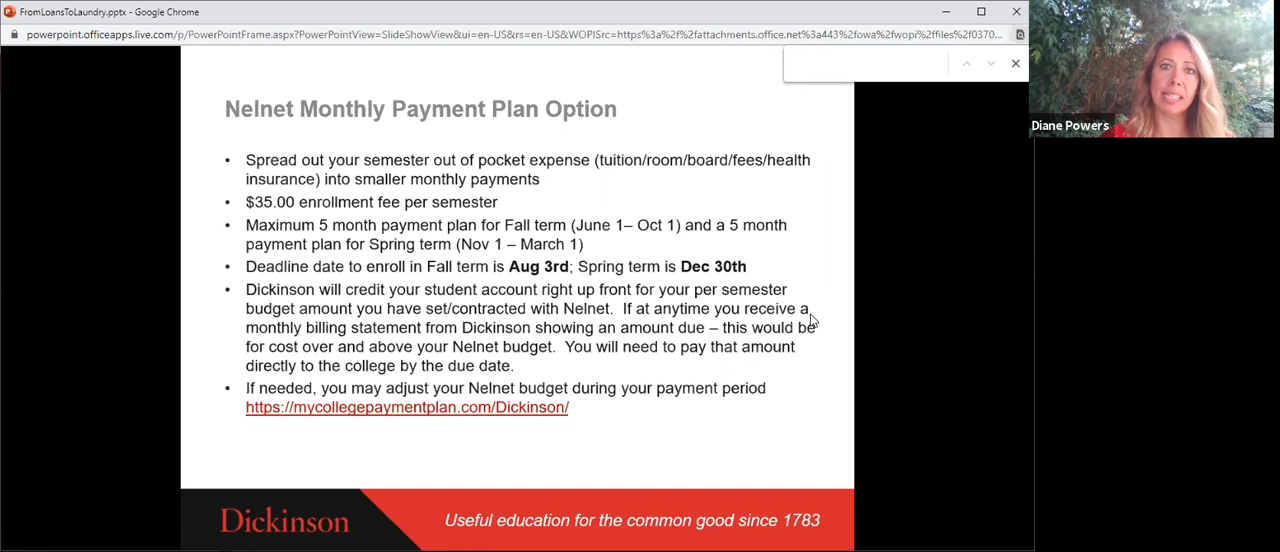 FromLoansToLaundry.pptx - Google Chrome
powerpoint.officeapps.live.com/p/PowerPointFrame.aspx?PowerPointView=SlideShowView&ui=en-US&rs=en-US&WOPISrc=https%3a%2f%2fattachments.office.net%3a443%2fowa%2fwopi%2ffiles%2f0370...
Diane Powers
Nelnet Monthly Payment Plan Option
• Spread out your semester out of pocket expense (tuition/room/board/fees/health
insurance) into smaller monthly payments
• $35.00 enrollment fee per semester
• Maximum 5 month payment plan for Fall term (June 1– Oct 1) and a 5 month
payment plan for Spring term (Nov 1 – March 1)
• Deadline date to enroll in Fall term is Aug 3rd; Spring term is Dec 30th
• Dickinson will credit your student account right up front for your per semester
budget amount you have set/contracted with Nelnet.  If at anytime you receive a
monthly billing statement from Dickinson showing an amount due – this would be
for cost over and above your Nelnet budget.  You will need to pay that amount
directly to the college by the due date.
• If needed, you may adjust your Nelnet budget during your payment period
https://mycollegepaymentplan.com/Dickinson/
Dickinson
Useful education for the common good since 1783